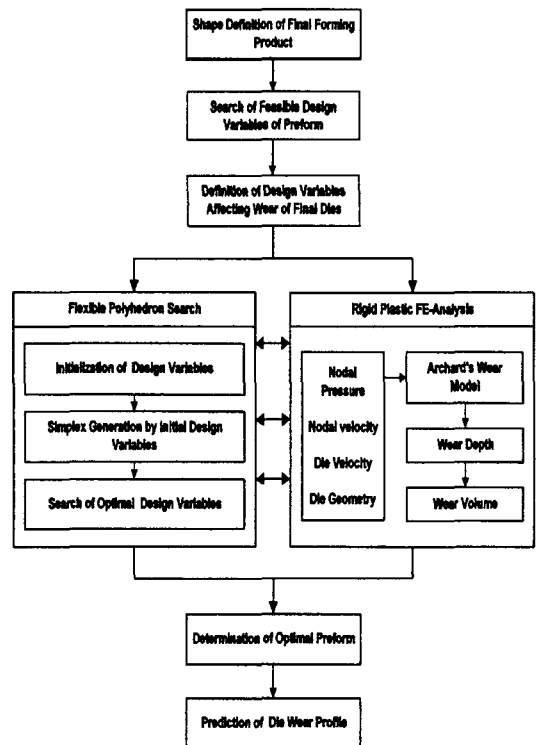 Shape Definition of Final Forming
Product
Search of Feasible Design
Variables of Preform
Definition of Design Variables
Affecting Wear of Final Dies
Flexible Polyhedron Search
Initialization of Design Variables
Simplex Generation by Initial Design
Variables
Search of Optimal Design Variables
Rigid Plastic FE-Analysis
Nodal
Pressure
Nodal velocity
Die Velocity
Die Geometry
Archard's Wear
Model
Wear Depth
Wear Volume
Determination of Optimal Preform
Prediction of Die Wear Profile